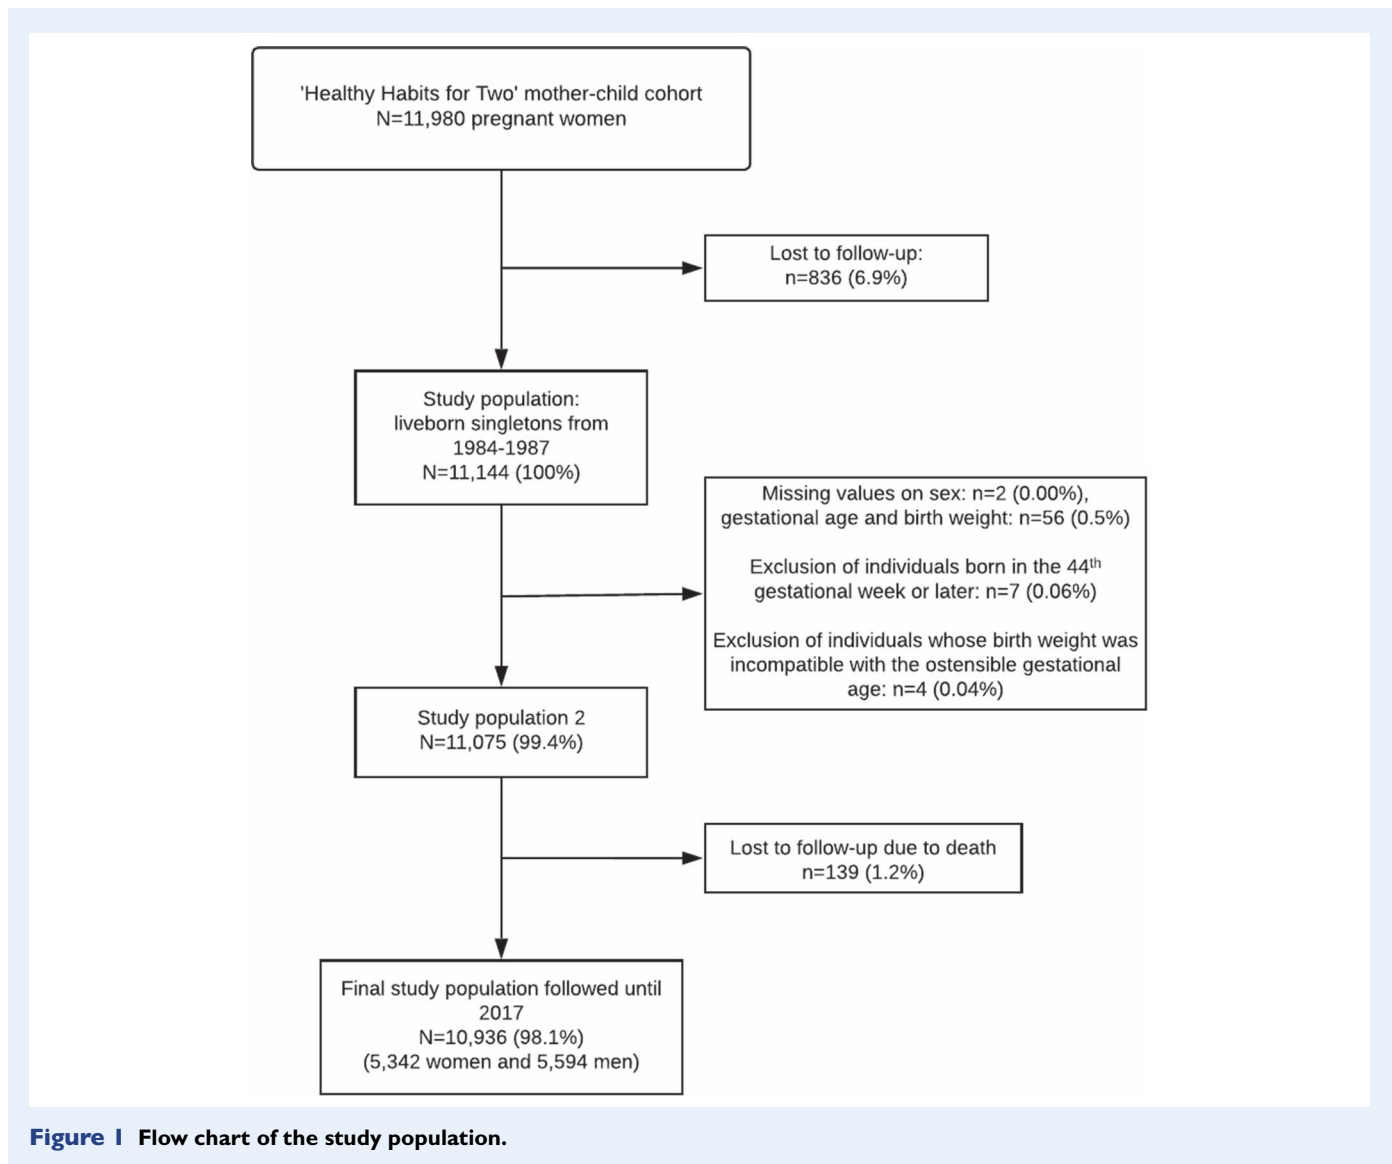 'Healthy Habits for Two' mother-child cohort
N=11,980 pregnant women
Lost to follow-up:
n=836 (6.9%)
Study population:
liveborn singletons from
1984-1987
N=11,144 (100%)
Missing values on sex: n=2 (0.00%),
gestational age and birth weight: n=56 (0.5%)
Exclusion of individuals born in the 44th
gestational week or later: n=7 (0.06%)
Exclusion of individuals whose birth weight was
incompatible with the ostensible gestational
age: n=4 (0.04%)
Study population 2
N=11,075 (99.4%)
Lost to follow-up due to death
n=139 (1.2%)
Final study population followed until
2017
N=10,936 (98.1%)
(5,342 women and 5,594 men)
Figure 1 Flow chart of the study population.